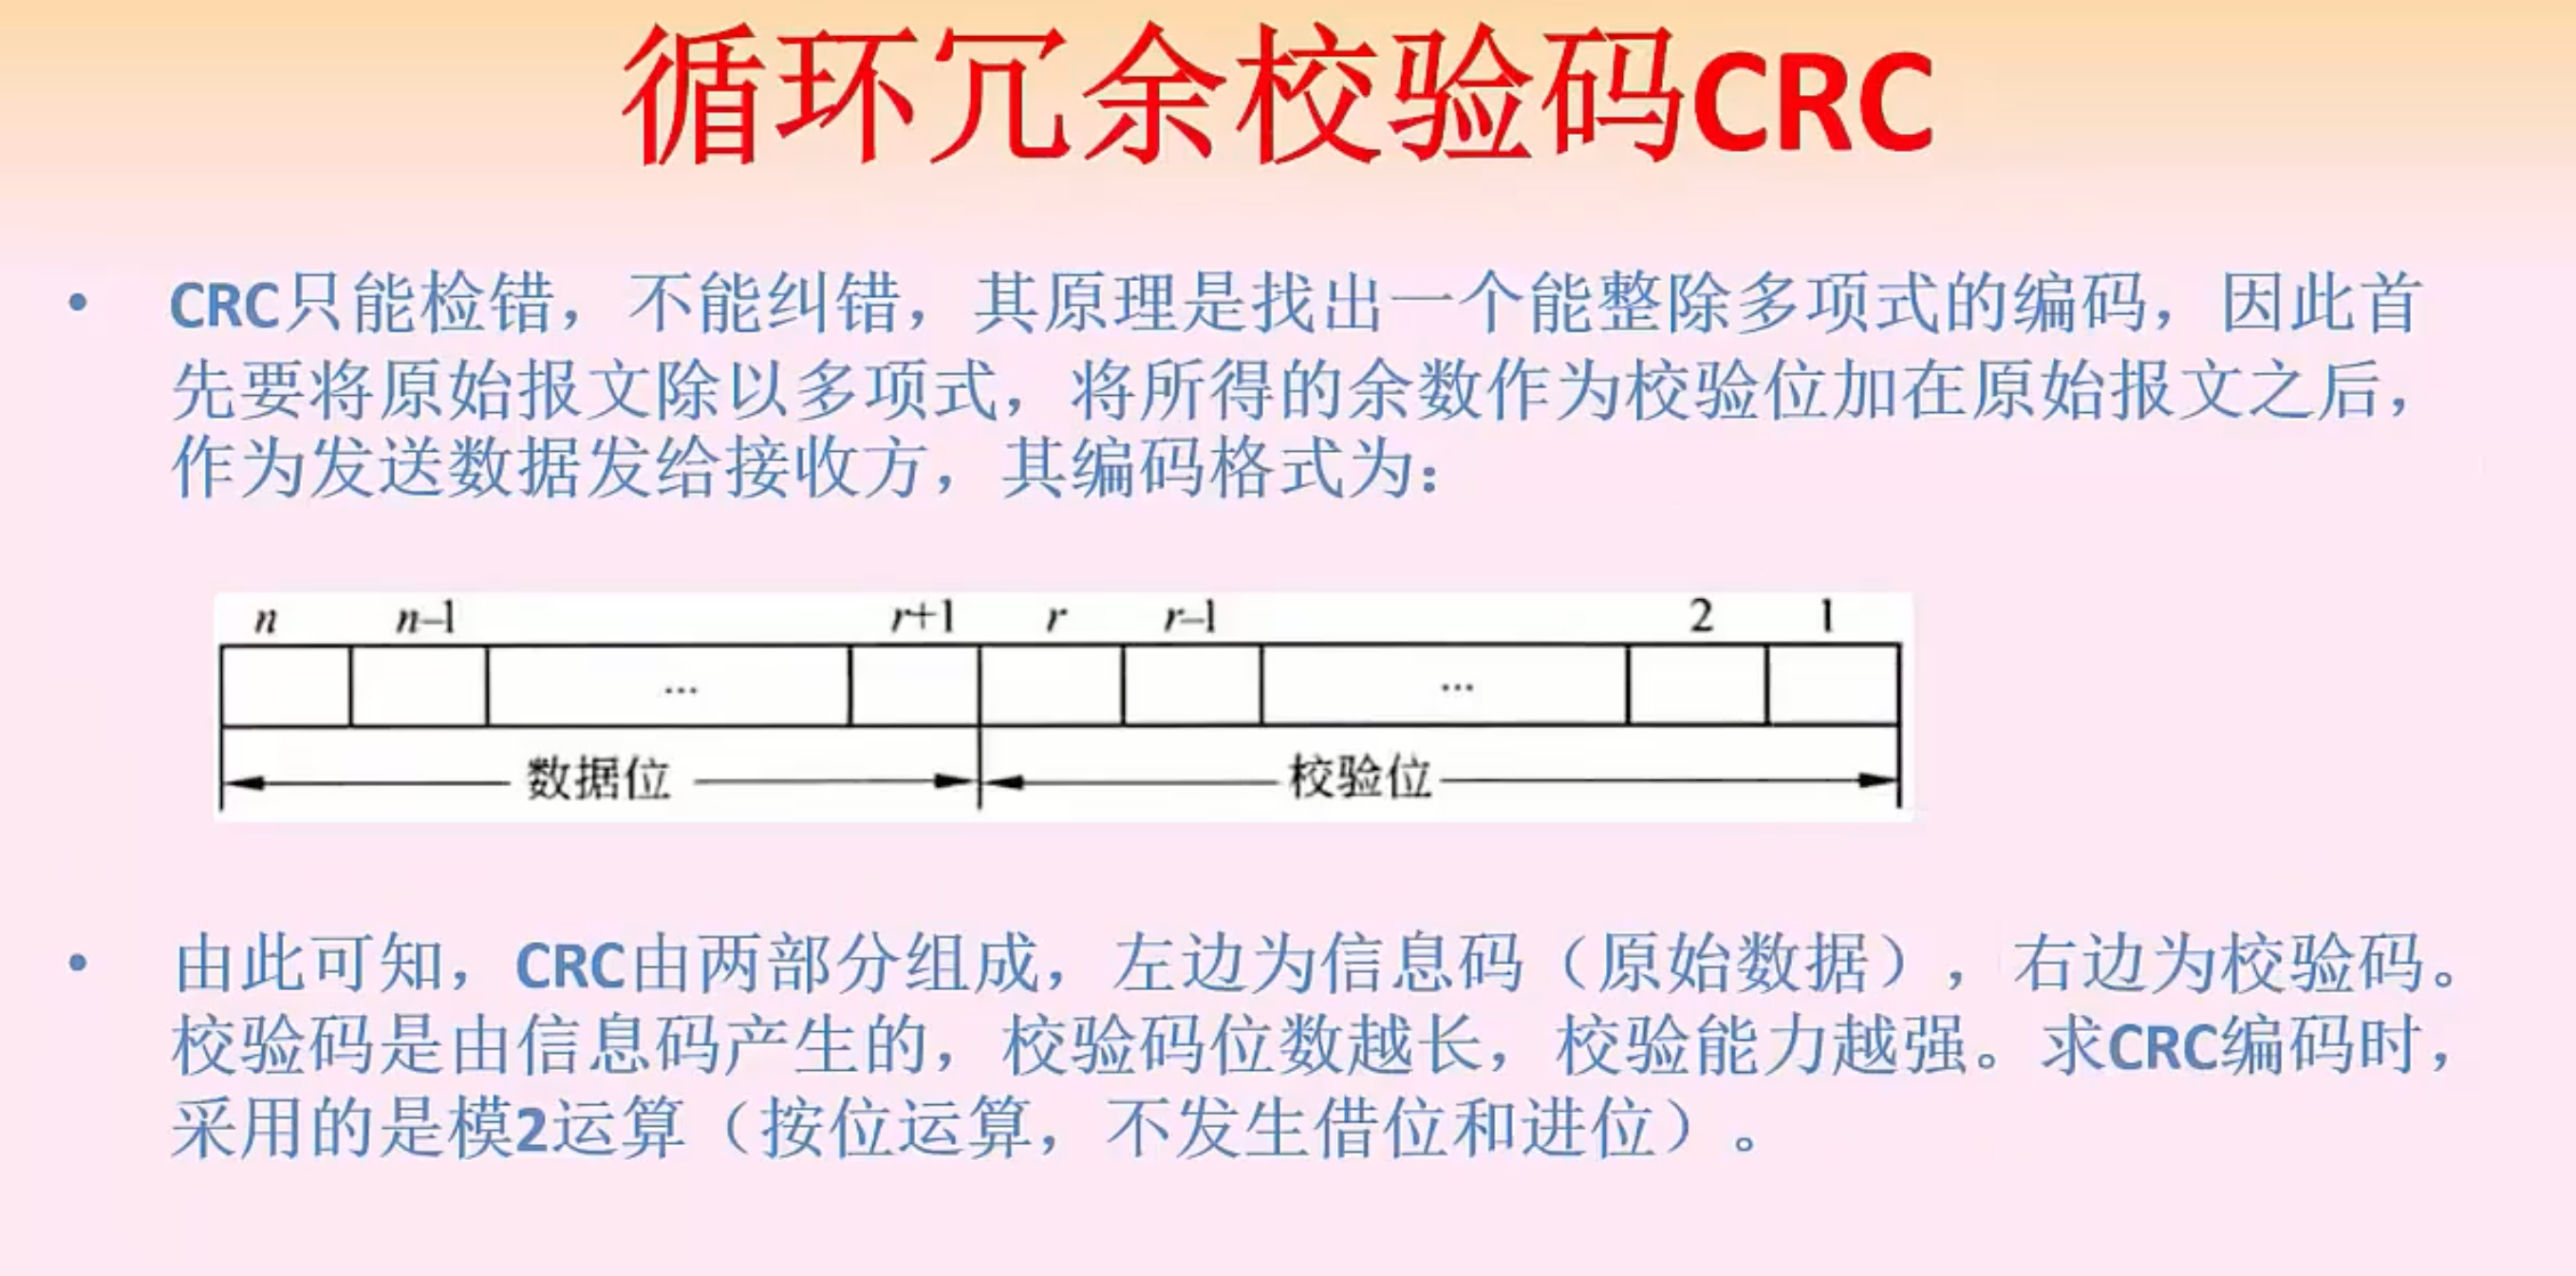 循环冗余校验码CRC
• CRC只能检错，不能纠错，其原理是找出一个能整除多项式的编码，因此首
先要将原始报文除以多项式，将所得的余数作为校验位加在原始报文之后，
作为发送数据发给接收方，其编码格式为：
n n–1 r+1 r r–1 2 1
... ...
数据位 校验位
• 由此可知，CRC由两部分组成，左边为信息码（原始数据），右边为校验码。
校验码是由信息码产生的，校验码位数越长，校验能力越强。求CRC编码时，
采用的是模2运算（按位运算，不发生借位和进位）。